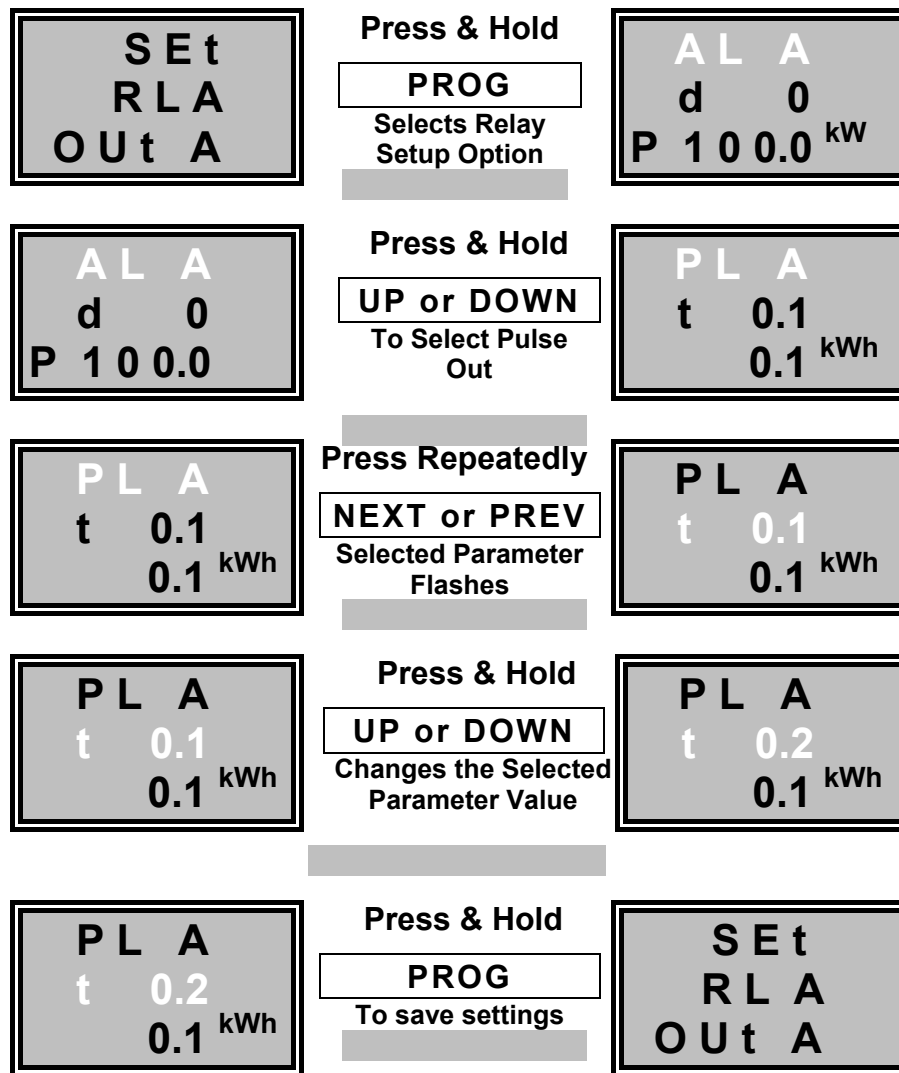 SEt
RLA
OUt A
Press & Hold
PROG
Selects Relay
Setup Option
AL A
d 0
P 100.0 kW
AL A
d 0
P 100.0
Press & Hold
UP or DOWN
To Select Pulse
Out
PL A
t 0.1
0.1 kWh
PL A
t 0.1
0.1 kWh
Press Repeatedly
NEXT or PREV
Selected Parameter
Flashes
PL A
t 0.1
0.1 kWh
PL A
t 0.1
0.1 kWh
Press & Hold
UP or DOWN
Changes the Selected
Parameter Value
PL A
t 0.2
0.1 kWh
PL A
t 0.2
0.1 kWh
Press & Hold
PROG
To save settings
SEt
RL A
OUt A